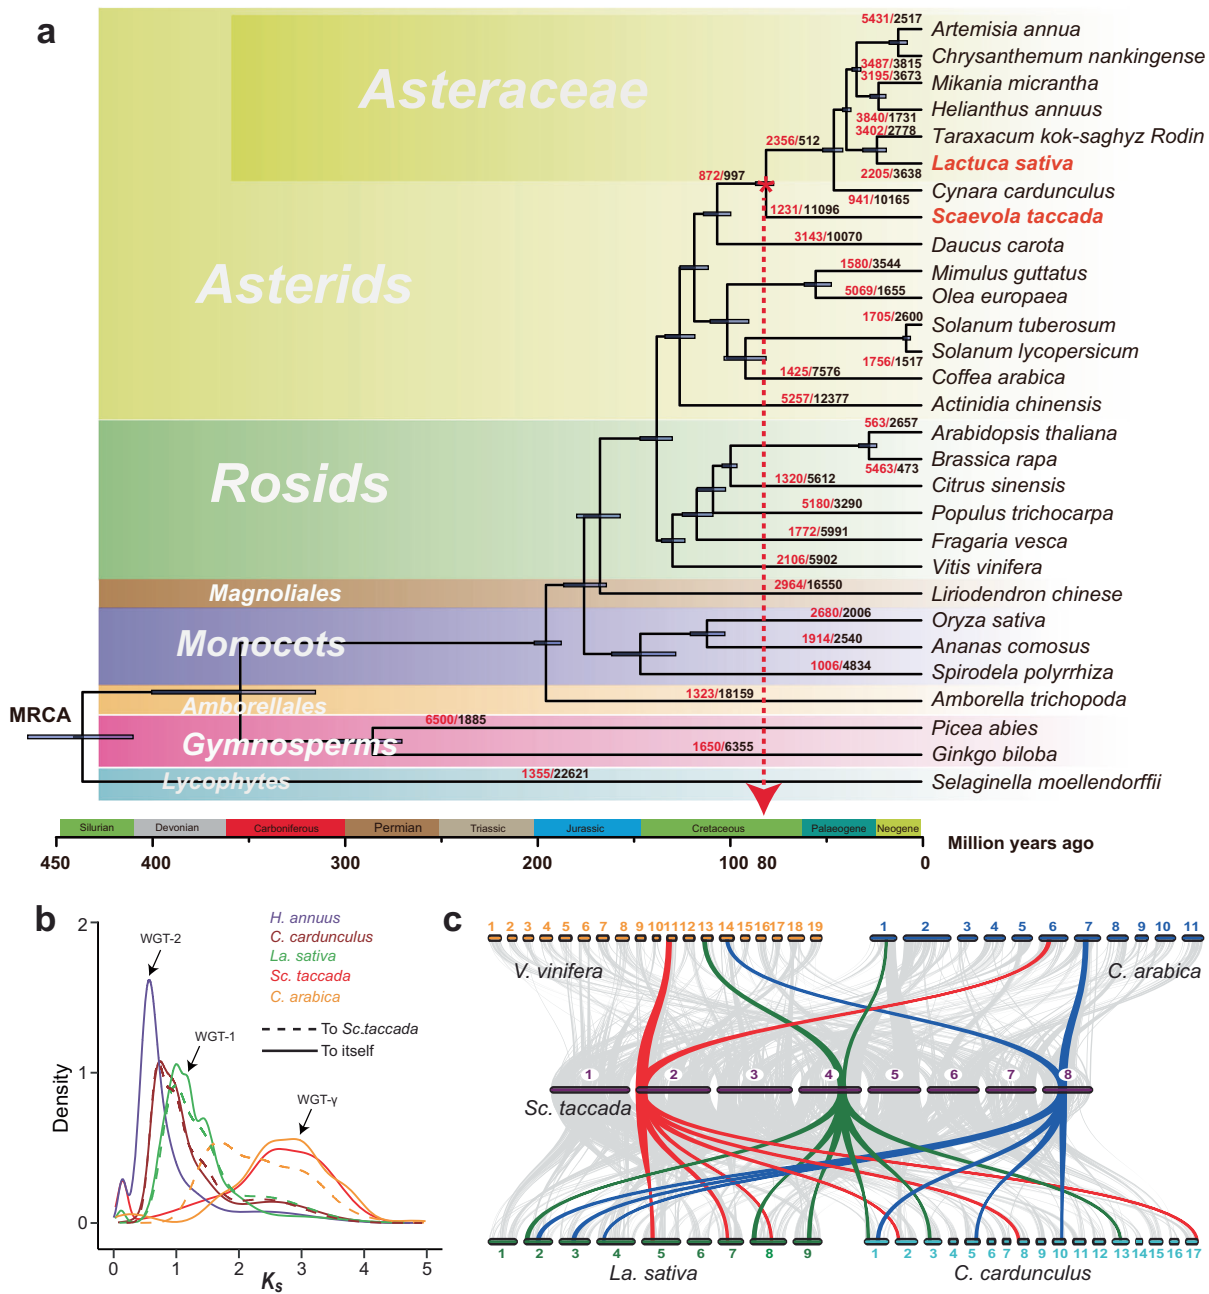 a
Asteraceae
Asterids
Rosids
Magnoliales
Monocots
Amborellales
Gymnosperms
Lycophytes
MRCA
5431/2517
Artemisia annua
Chrysanthemum nankingense
3487/3815
3195/3673
Mikania micrantha
Helianthus annuus
3840/1731
3402/2778
Taraxacum kok-saghyz Rodin
2356/512
Lactuca sativa
2205/3638
872/997
Cynara cardunculus
941/10165
1231/11096
Scaevola taccada
3143/10070
Daucus carota
1580/3544
Mimulus guttatus
5069/1655
Olea europaea
1705/2600
Solanum tuberosum
Solanum lycopersicum
1756/1517
1425/7576
Coffea arabica
5257/12377
Actinidia chinensis
563/2657
Arabidopsis thaliana
Brassica rapa
5463/473
1320/5612
Citrus sinensis
5180/3290
Populus trichocarpa
1772/5991
Fragaria vesca
2106/5902
Vitis vinifera
2964/16550
Liriodendron chinese
2680/2006
Oryza sativa
1914/2540
Ananas comosus
1006/4834
Spirodela polyrrhiza
1323/18159
Amborella trichopoda
6500/1885
Picea abies
1650/6355
Ginkgo biloba
1355/22621
Selaginella moellendorffii
Silurian Devonian Carboniferous Permian Triassic Jurassic Cretaceous Palaeogene Neogene
Million years ago
450 400 300 200 100 80 0
b
2
1
0
Density
WGT-2
WGT-1
WGT-γ
H. annuus
C. cardunculus
La. sativa
Sc. taccada
C. arabica
To Sc.taccada
To itself
0 1 2 3 4 5
Ks
c
1 2 3 4 5 6 7 8 9 10 11 12 13 14 15 16 17 18 19
V. vinifera
1 2 3 4 5 6 7 8 9 10 11
C. arabica
1 2 3 4 5 6 7 8
Sc. taccada
1 2 3 4 5 6 7 8 9
La. sativa
1 2 3 4 5 6 7 8 9 10 11 12 13 14 15 16 17
C. cardunculus